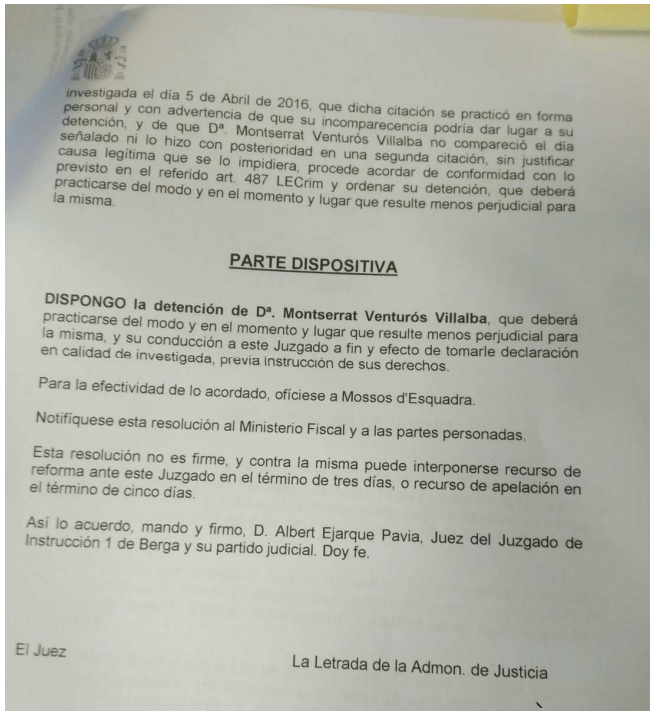 investigada el día 5 de Abril de 2016, que dicha citación se practicó en forma
personal y con advertencia de que su incomparecencia podría dar lugar a su
detención, y de que Dª. Montserrat Venturós Villalba no compareció el día
señalado ni lo hizo con posterioridad en una segunda citación, sin justificar
causa legítima que se lo impidiera, procede acordar de conformidad con lo
previsto en el referido art. 487 LECrim y ordenar su detención, que deberá
practicarse del modo y en el momento y lugar que resulte menos perjudicial para
la misma.
PARTE DISPOSITIVA
DISPONGO la detención de Dª. Montserrat Venturós Villalba, que deberá
practicarse del modo y en el momento y lugar que resulte menos perjudicial para
la misma, y su conducción a este Juzgado a fin y efecto de tomarle declaración
en calidad de investigada, previa instrucción de sus derechos.
Para la efectividad de lo acordado, ofíciese a Mossos d'Esquadra.
Notifíquese esta resolución al Ministerio Fiscal y a las partes personadas.
Esta resolución no es firme, y contra la misma puede interponerse recurso de
reforma ante este Juzgado en el término de tres días, o recurso de apelación en
el término de cinco días.
Así lo acuerdo, mando y firmo, D. Albert Ejarque Pavia, Juez del Juzgado de
Instrucción 1 de Berga y su partido judicial. Doy fe.
El Juez
La Letrada de la Admon. de Justicia